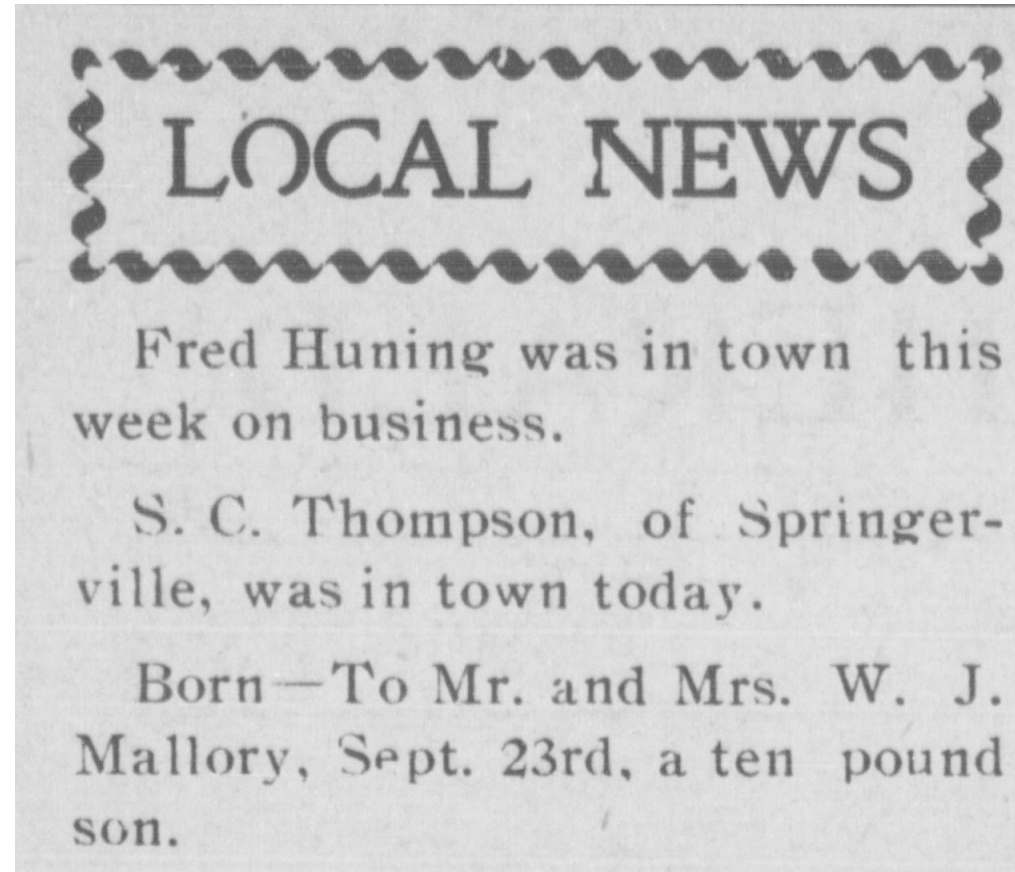 LOCAL NEWS
Fred Huning was in town this
week on business.
S. C. Thompson, of Springer-
ville, was in town today.
Born—To Mr. and Mrs. W. J.
Mallory, Sept. 23rd, a ten pound
son.